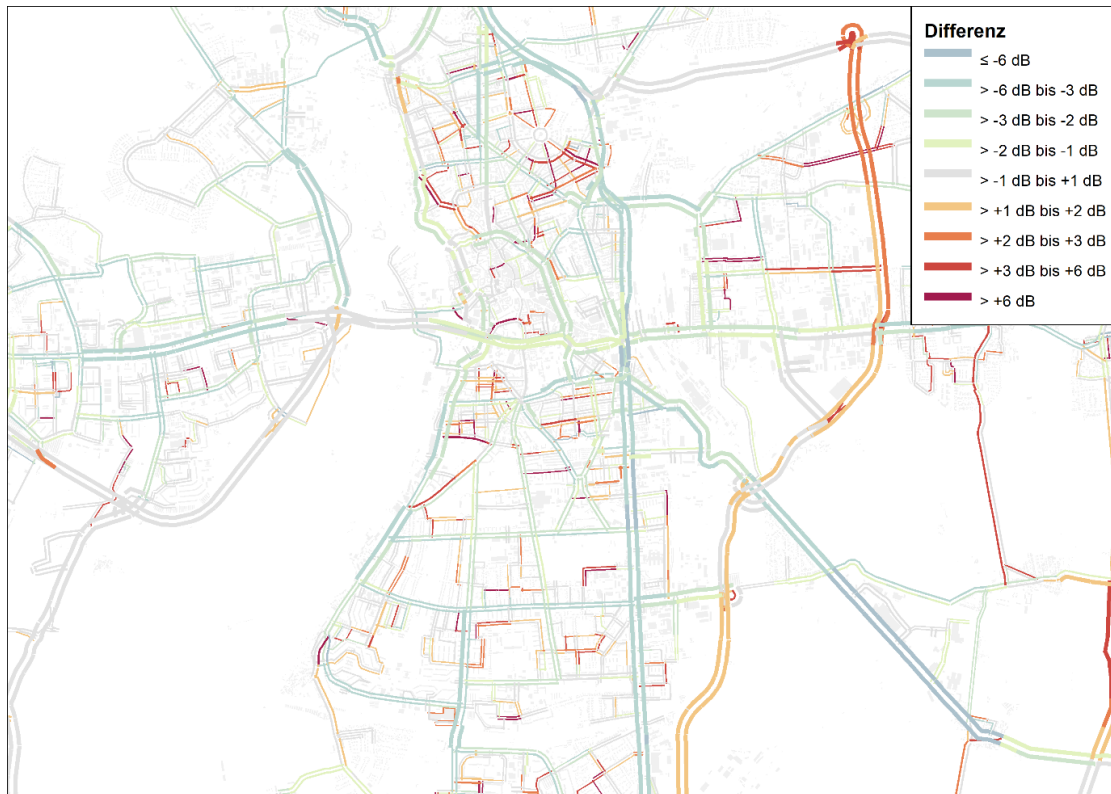 Differenz
≤ -6 dB
> -6 dB bis -3 dB
> -3 dB bis -2 dB
> -2 dB bis -1 dB
> -1 dB bis +1 dB
> +1 dB bis +2 dB
> +2 dB bis +3 dB
> +3 dB bis +6 dB
> +6 dB